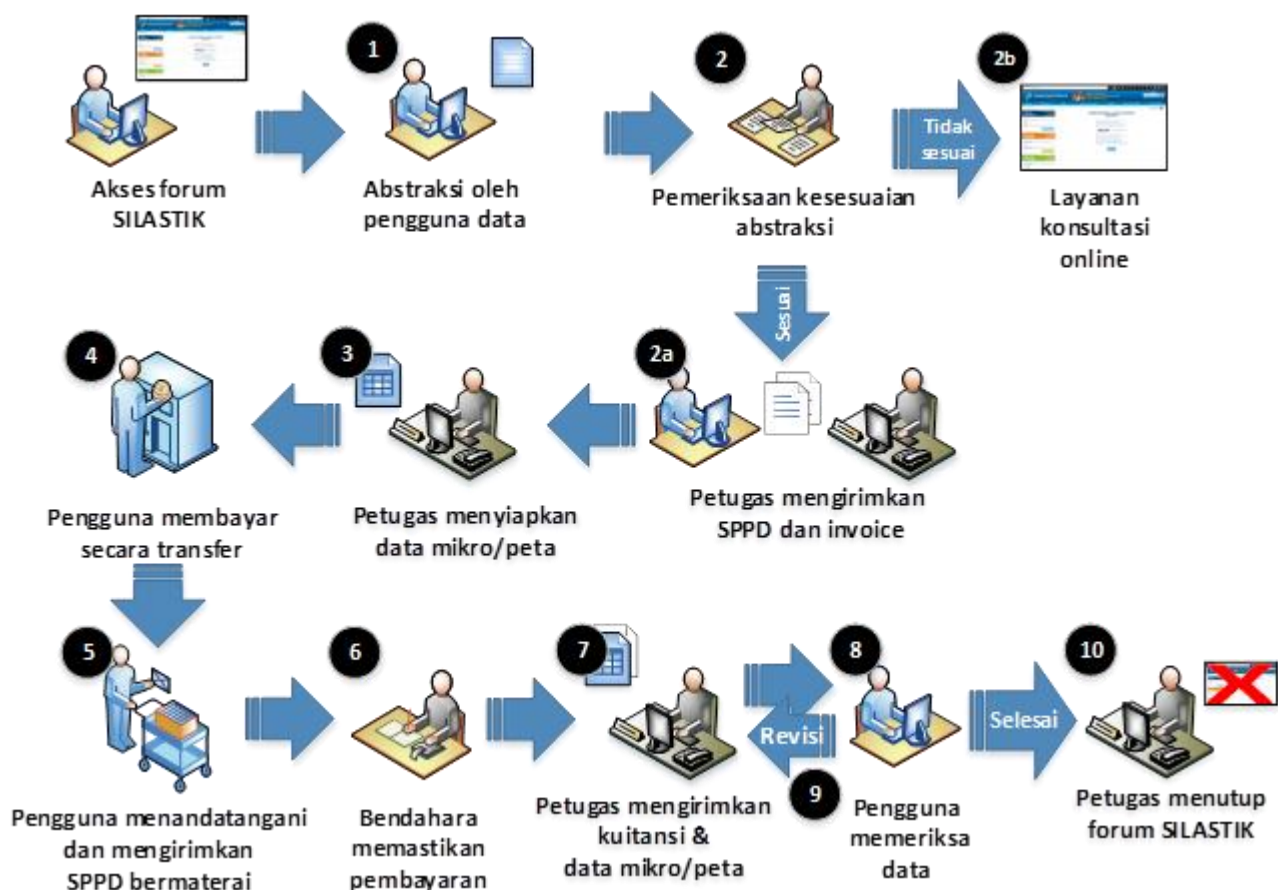 Akses forum
SILASTIK
1
Abstraksi oleh
pengguna data
2
Pemeriksaan kesesuaian
abstraksi
Tidak
sesuai
2b
Layanan
konsultasi
online
Sesuai
2a
Petugas mengirimkan
SPPD dan invoice
3
Petugas menyiapkan
data mikro/peta
4
Pengguna membayar
secara transfer
5
Pengguna menandatangani
dan mengirimkan
SPPD bermaterai
6
Bendahara
memastikan
pembayaran
7
Petugas mengirimkan
kuitansi &
data mikro/peta
8
Pengguna
memeriksa
data
Revisi
9
Selesai
10
Petugas menutup
forum SILASTIK